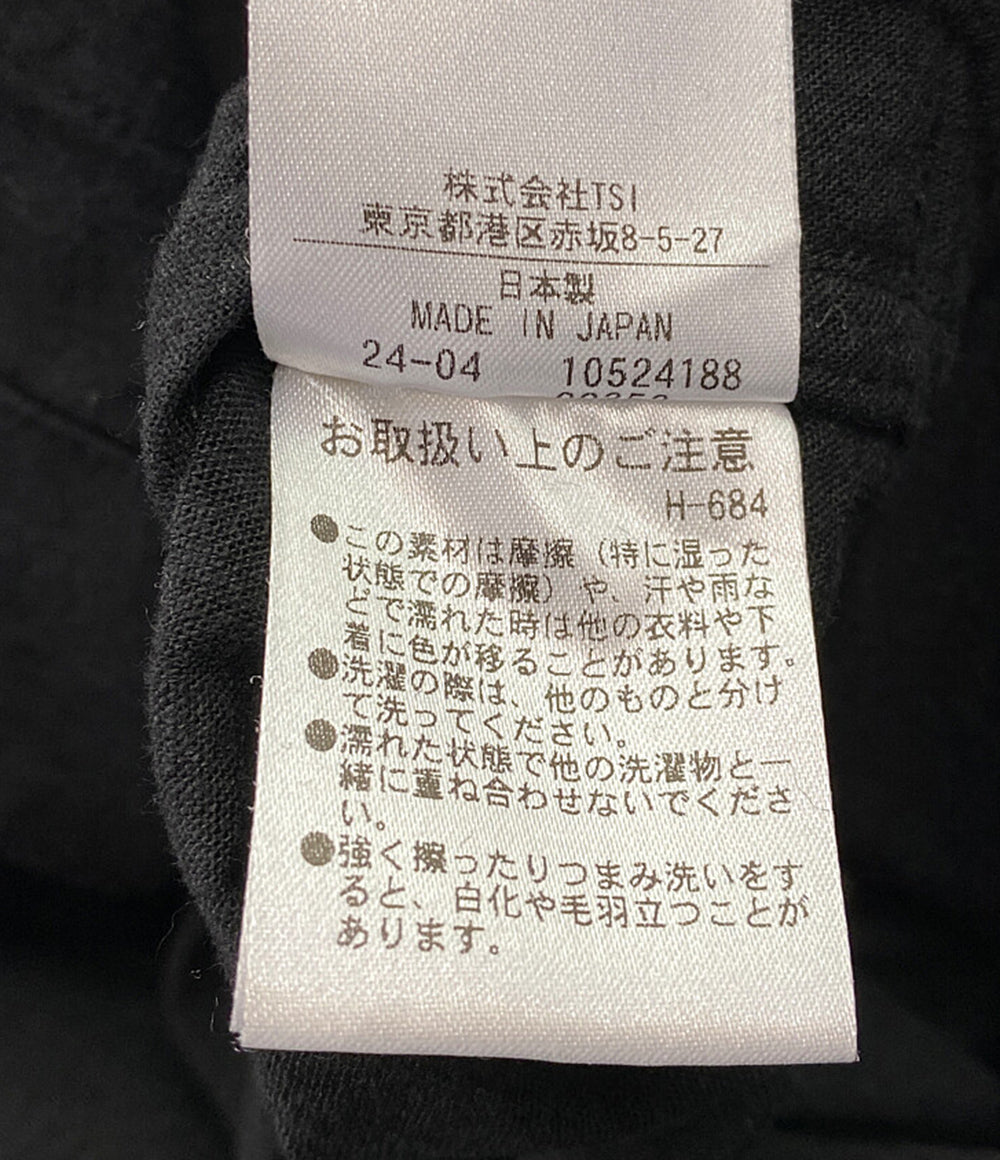 株式会社TSI
東京都港区赤坂8-5-27
日本製
MADE IN JAPAN
24-04 10524188
お取扱い上のご注意
H-684
●この素材は摩擦（特に湿った
状態での摩擦）や、汗や雨な
どで濡れた時は他の衣料や下
着に色が移ることがあります。
●洗濯の際は、他のものと分け
て洗ってください。
●濡れた状態で他の洗濯物と一
緒に重ね合わせないでくださ
い。
●強く擦ったりつまみ洗いをす
ると、白化や毛羽立つことが
あります。